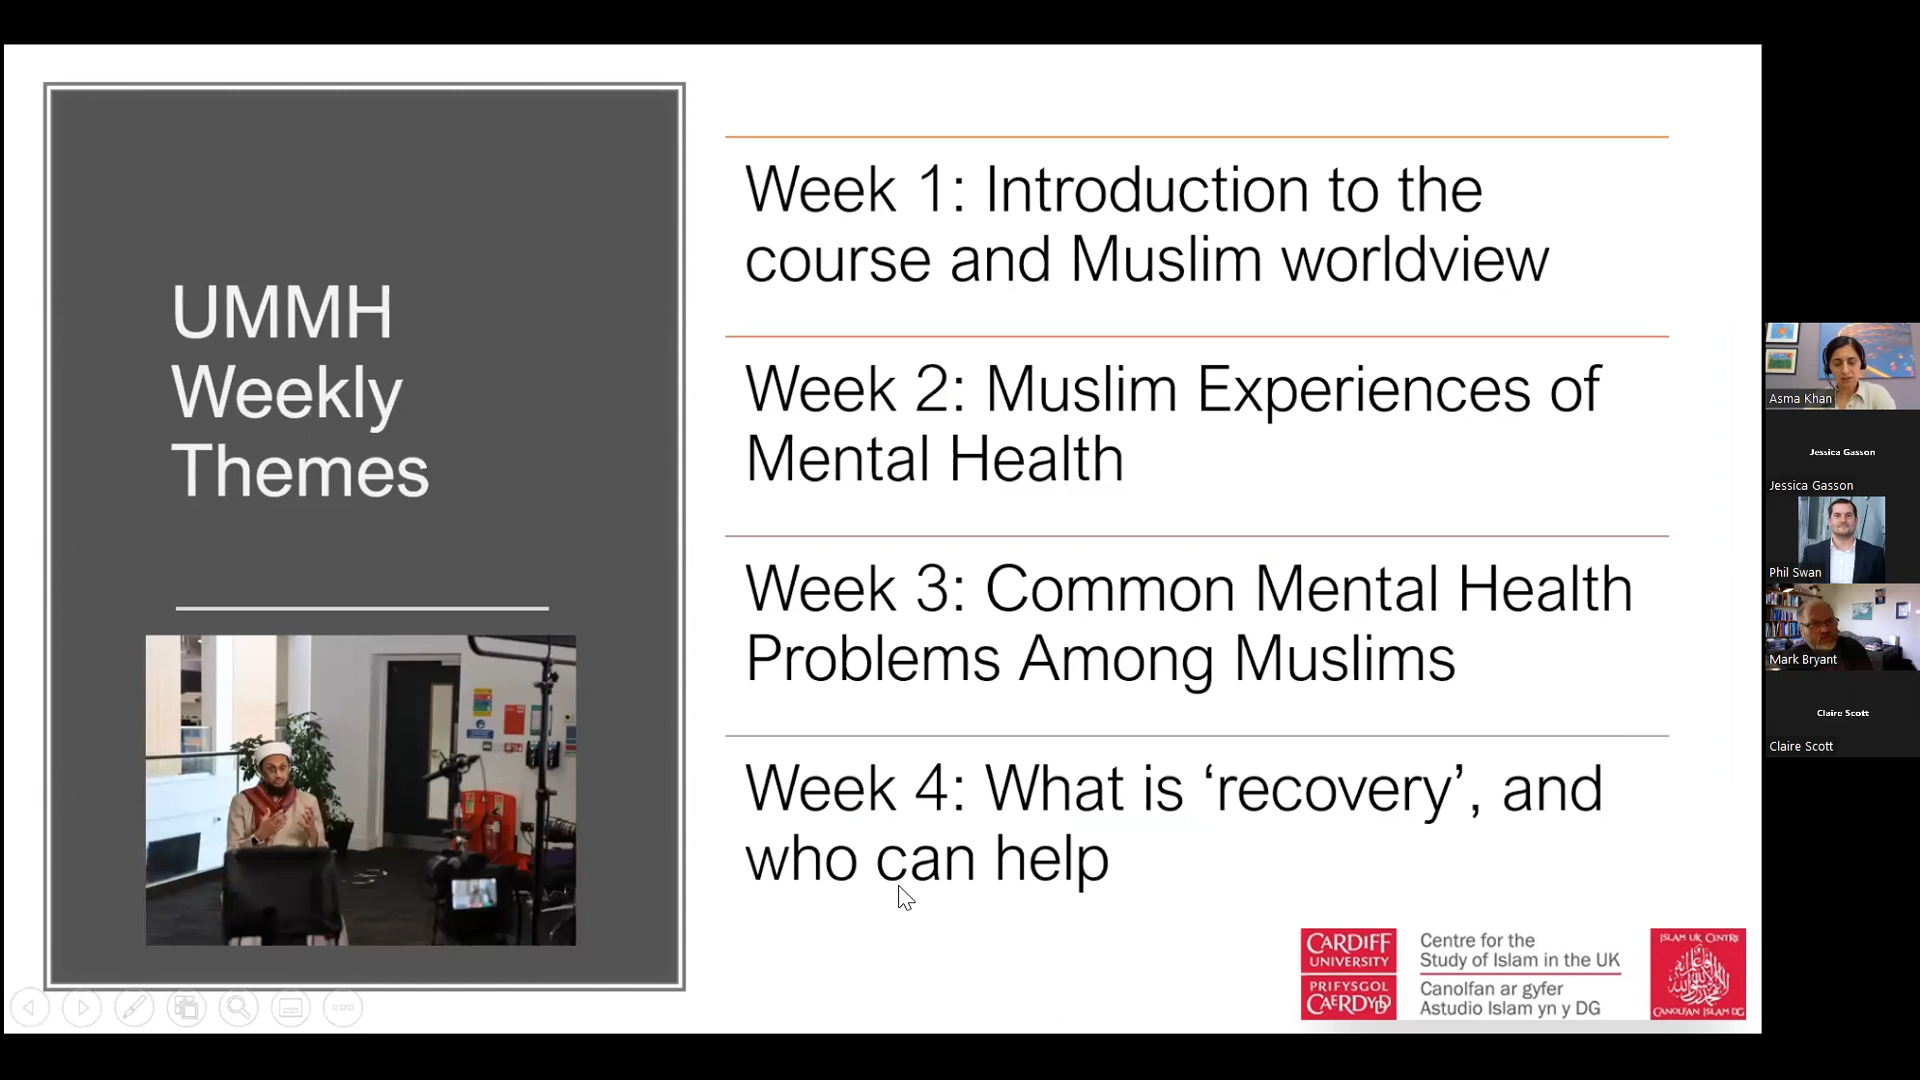 UMMH
Weekly
Themes
Week 1: Introduction to the
course and Muslim worldview
Week 2: Muslim Experiences of
Mental Health
Week 3: Common Mental Health
Problems Among Muslims
Week 4: What is ‘recovery’, and
who can help
CARDIFF
UNIVERSITY
PRIFYSGOL
CAERDYDD
Centre for the
Study of Islam in the UK
Canolfan ar gyfer
Astudio Islam yn y DG
ISLAM UK CENTRE
CANOLFAN ISLAM DG
Asma Khan
Jessica Gasson
Jessica Gasson
Phil Swan
Mark Bryant
Claire Scott
Claire Scott